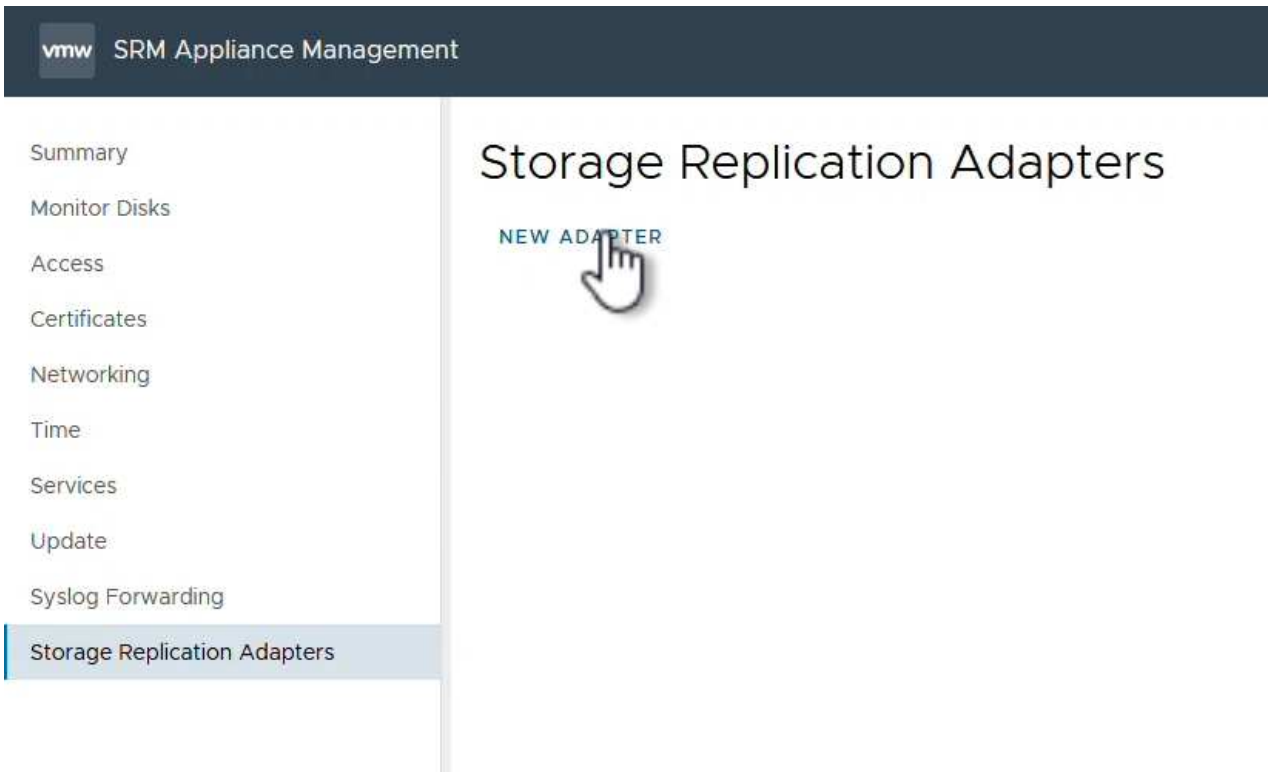 vmw SRM Appliance Management
Summary
Monitor Disks
Access
Certificates
Networking
Time
Services
Update
Syslog Forwarding
Storage Replication Adapters
Storage Replication Adapters
NEW ADAPTER